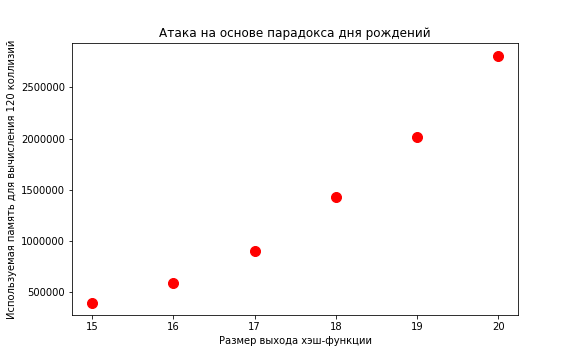 Атака на основе парадокса дня рождений
Используемая память для вычисления 120 коллизий
2500000
2000000
1500000
1000000
500000
15 16 17 18 19 20
Размер выхода хэш-функции